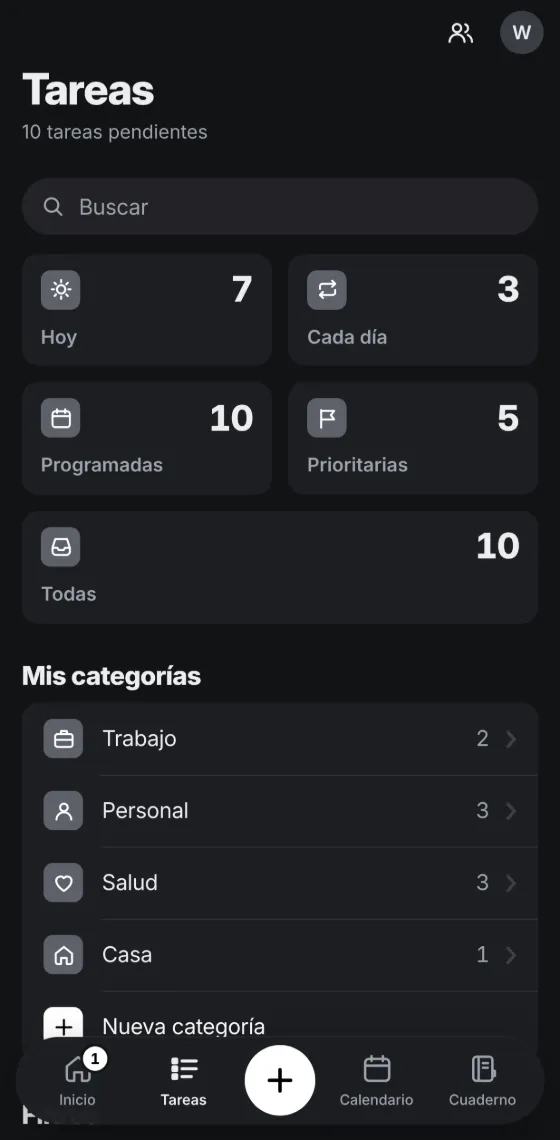 W
Tareas
10 tareas pendientes
Buscar
7
Hoy
3
Cada día
10
Programadas
5
Prioritarias
10
Todas
Mis categorías
Trabajo 2
Personal 3
Salud 3
Casa 1
Nueva categoría
1
Inicio
Tareas
Calendario
Cuaderno